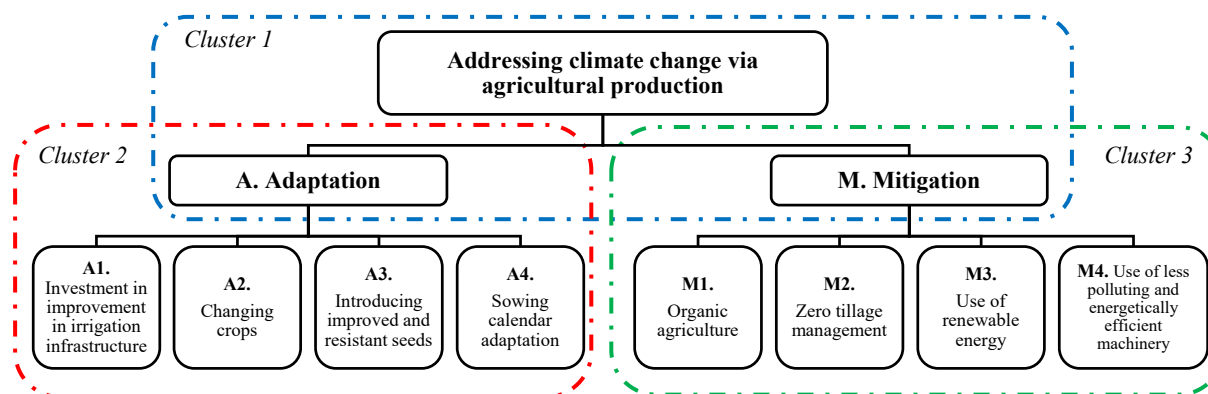 Cluster 1
Addressing climate change via
agricultural production
Cluster 2
Cluster 3
A. Adaptation
M. Mitigation
A1.
Investment in
improvement
in irrigation
infrastructure
A2.
Changing
crops
A3.
Introducing
improved and
resistant seeds
A4.
Sowing
calendar
adaptation
M1.
Organic
agriculture
M2.
Zero tillage
management
M3.
Use of
renewable
energy
M4. Use of less
polluting and
energetically
efficient
machinery